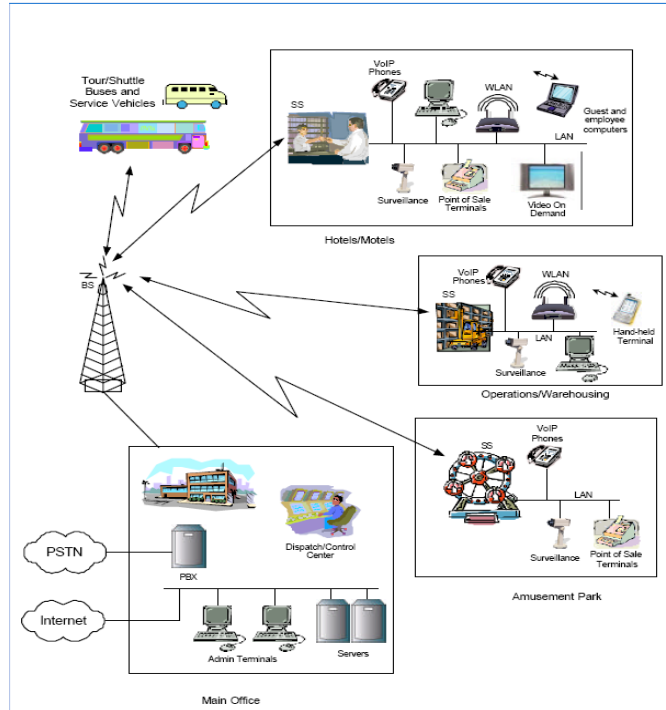 Tour/Shuttle
Buses and
Service Vehicles
VoIP
Phones
SS
WLAN
Guest and
employee
computers
LAN
Surveillance
Point of Sale
Terminals
Video On
Demand
Hotels/Motels
BS
VoIP
Phones
WLAN
SS
Hand-held
Terminal
LAN
Surveillance
Operations/Warehousing
SS
VoIP
Phones
LAN
Surveillance
Point of Sale
Terminals
Amusement Park
PSTN
PBX
Dispatch/Control
Center
Internet
Admin Terminals
Servers
Main Office